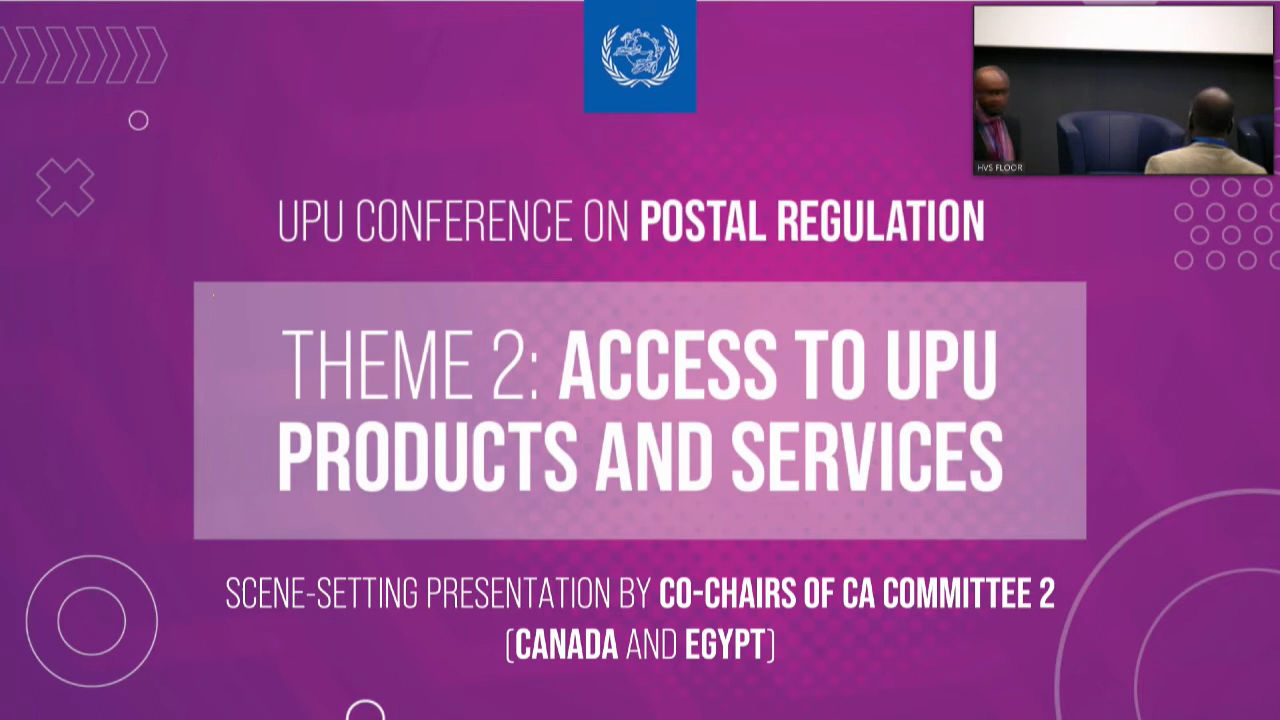 HVS FLOOR
UPU CONFERENCE ON POSTAL REGULATION
THEME 2: ACCESS TO UPU
PRODUCTS AND SERVICES
SCENE-SETTING PRESENTATION BY CO-CHAIRS OF CA COMMITTEE 2
(CANADA AND EGYPT)